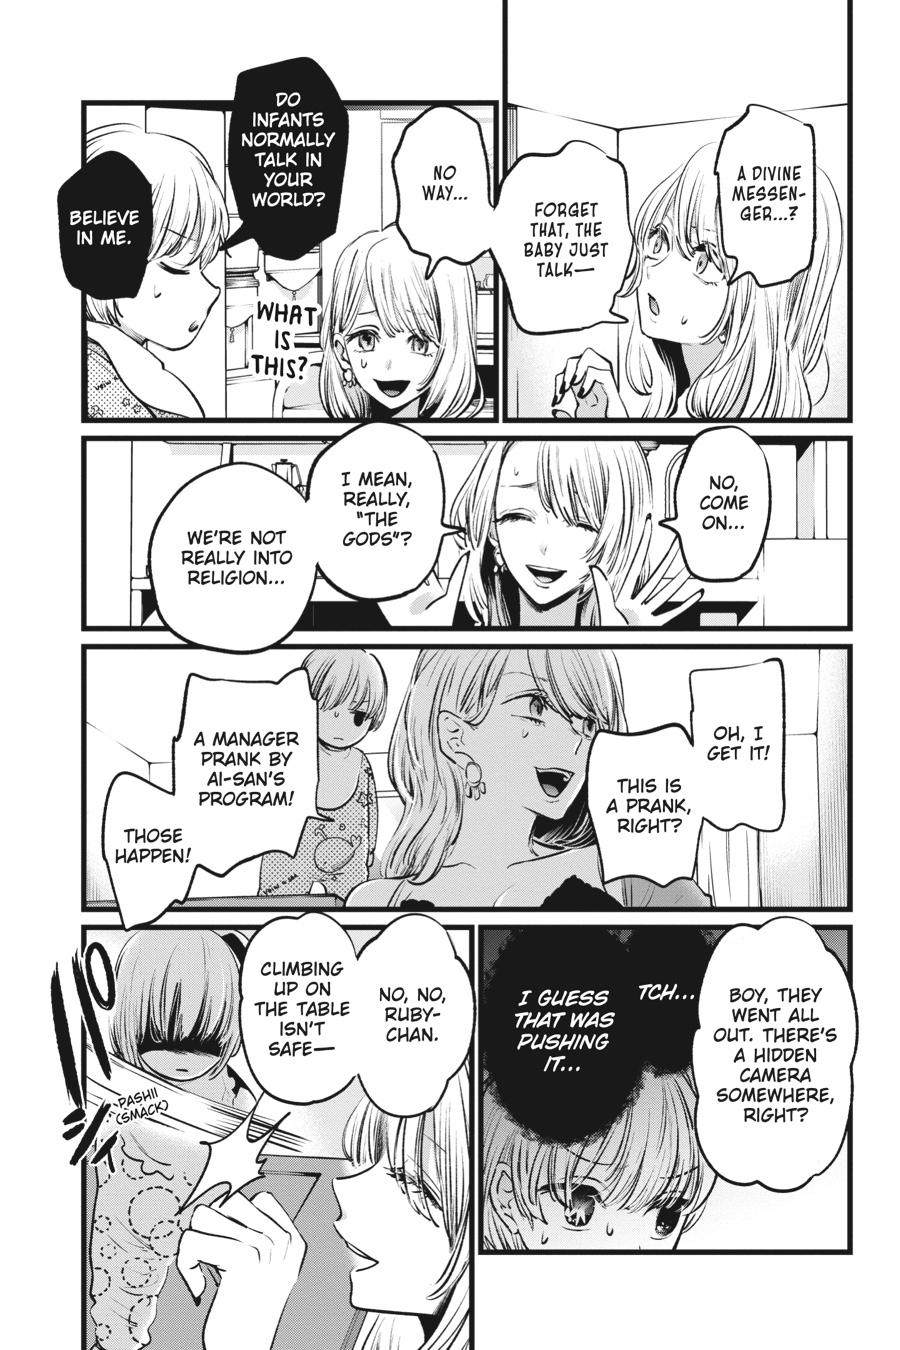 A DIVINE
MESSEN-
GER...?
FORGET
THAT, THE
BABY JUST
TALK—
NO
WAY...
WHAT
IS
THIS?
DO
INFANTS
NORMALLY
TALK IN
YOUR
WORLD?
BELIEVE
IN ME.
NO,
COME
ON...
I MEAN,
REALLY,
"THE
GODS"?
WE'RE NOT
REALLY INTO
RELIGION...
OH, I
GET IT!
THIS IS
A PRANK,
RIGHT?
A MANAGER
PRANK BY
AI-SAN'S
PROGRAM!
THOSE
HAPPEN!
BOY, THEY
WENT ALL
OUT. THERE'S
A HIDDEN
CAMERA
SOMEWHERE,
RIGHT?
TCH...
I GUESS
THAT WAS
PUSHING
IT...
NO, NO,
RUBY-
CHAN.
CLIMBING
UP ON
THE TABLE
ISN'T
SAFE—
パシッ
PASHII
(SMACK)